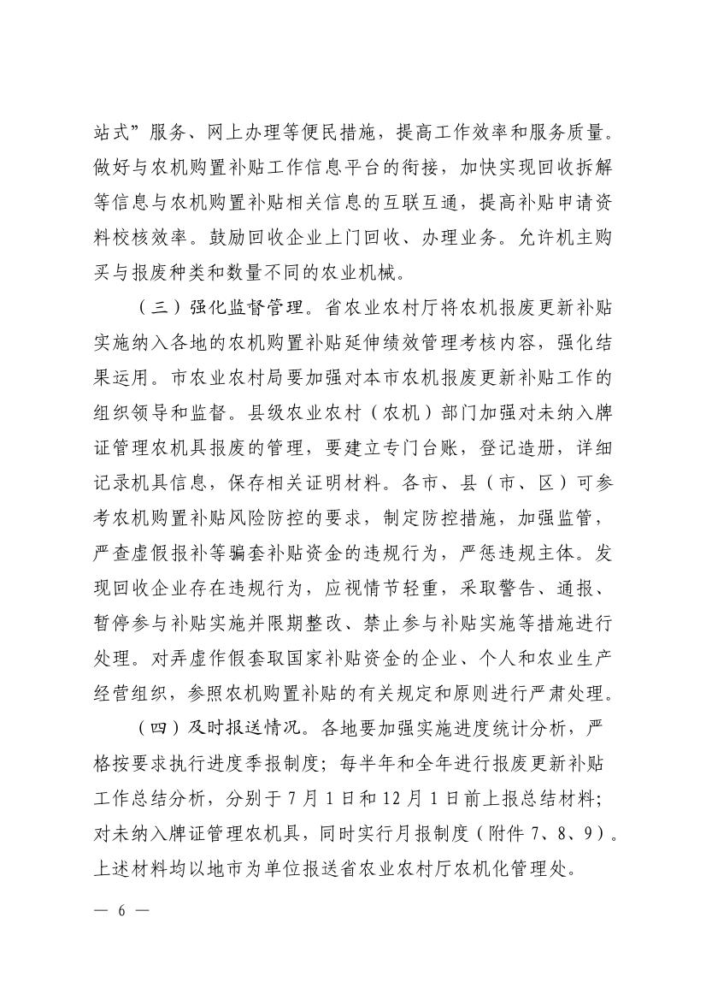 站式”服务、网上办理等便民措施，提高工作效率和服务质量。
做好与农机购置补贴工作信息平台的衔接，加快实现回收拆解
等信息与农机购置补贴相关信息的互联互通，提高补贴申请资
料校核效率。鼓励回收企业上门回收、办理业务。允许机主购
买与报废种类和数量不同的农业机械。
（三）强化监督管理。省农业农村厅将农机报废更新补贴
实施纳入各地的农机购置补贴延伸绩效管理考核内容，强化结
果运用。市农业农村局要加强对本市农机报废更新补贴工作的
组织领导和监督。县级农业农村（农机）部门加强对未纳入牌
证管理农机具报废的管理，要建立专门台账，登记造册，详细
记录机具信息，保存相关证明材料。各市、县（市、区）可参
考农机购置补贴风险防控的要求，制定防控措施，加强监管，
严查虚假报补等骗套补贴资金的违规行为，严惩违规主体。发
现回收企业存在违规行为，应视情节轻重，采取警告、通报、
暂停参与补贴实施并限期整改、禁止参与补贴实施等措施进行
处理。对弄虚作假套取国家补贴资金的企业、个人和农业生产
经营组织，参照农机购置补贴的有关规定和原则进行严肃处理。
（四）及时报送情况。各地要加强实施进度统计分析，严
格按要求执行进度季报制度；每半年和全年进行报废更新补贴
工作总结分析，分别于 7 月 1 日和 12 月 1 日前上报总结材料；
对未纳入牌证管理农机具，同时实行月报制度（附件 7、8、9）。
上述材料均以地市为单位报送省农业农村厅农机化管理处。
— 6 —